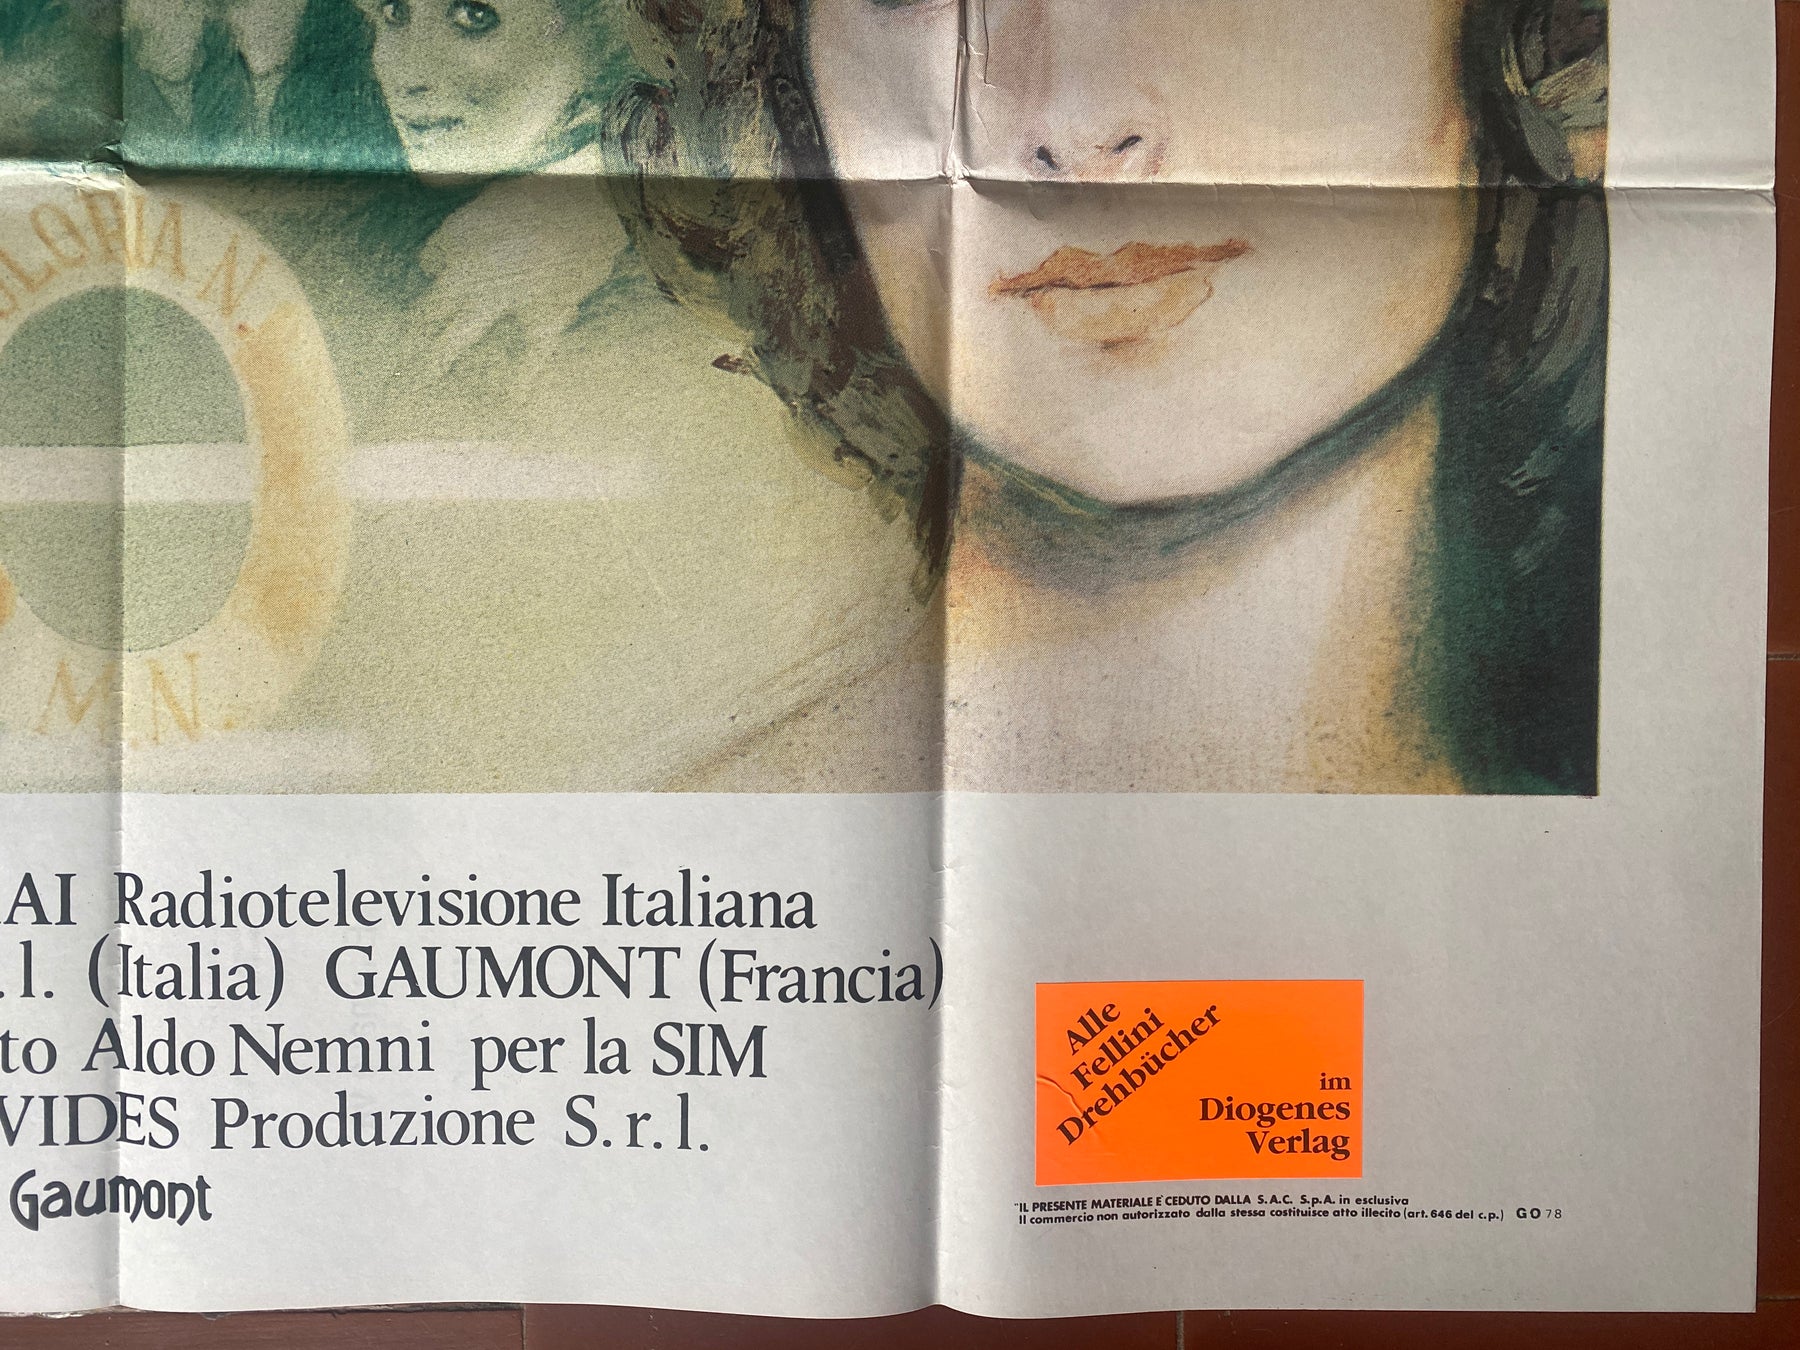 GLORIA N.
M.N.
RAI Radiotelevisione Italiana
.l. (Italia) GAUMONT (Francia)
to Aldo Nemni per la SIM
VIDES Produzione S.r.l.
Gaumont
Alle
Fellini
Drehbücher
im
Diogenes
Verlag
"IL PRESENTE MATERIALE E' CEDUTO DALLA S.A.C. S.p.A. in esclusiva
Il commercio non autorizzato dalla stessa costituisce atto illecito (art. 646 del c.p.) GO 78